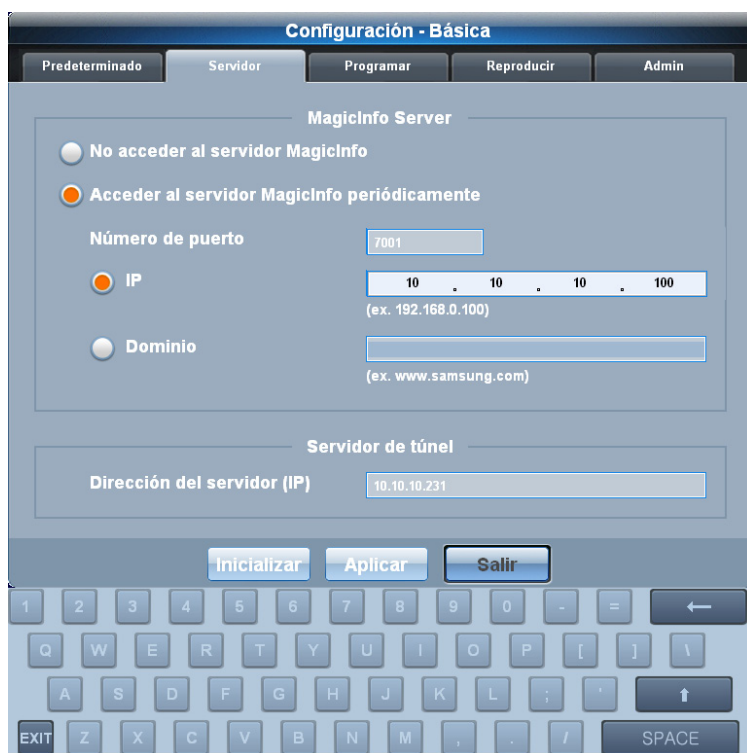 Configuración - Básica
Predeterminado Servidor Programar Reproducir Admin
MagicInfo Server
No acceder al servidor MagicInfo
Acceder al servidor MagicInfo periódicamente
Número de puerto 7001
IP 10 . 10 . 10 . 100
(ex. 192.168.0.100)
Dominio
(ex. www.samsung.com)
Servidor de túnel
Dirección del servidor (IP) 10.10.10.231
Inicializar Aplicar Salir
1 2 3 4 5 6 7 8 9 0 - = ←
Q W E R T Y U I O P [ ] \
A S D F G H J K L ; ' ↑
EXIT Z X C V B N M , . / SPACE